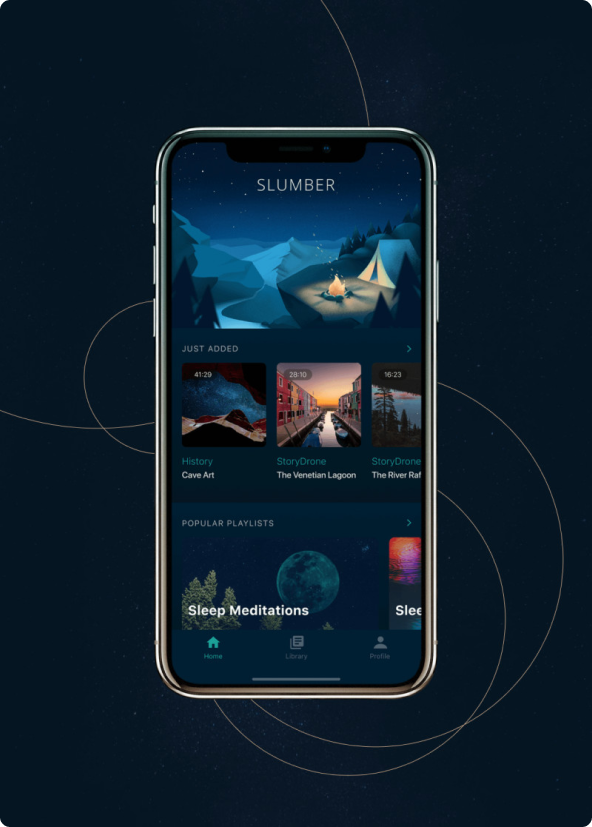 SLUMBER
JUST ADDED
41:29
28:10
16:23
History
StoryDrone
StoryDrone
Cave Art
The Venetian Lagoon
The River Raf
POPULAR PLAYLISTS
Sleep Meditations
Slee
Home
Library
Profile